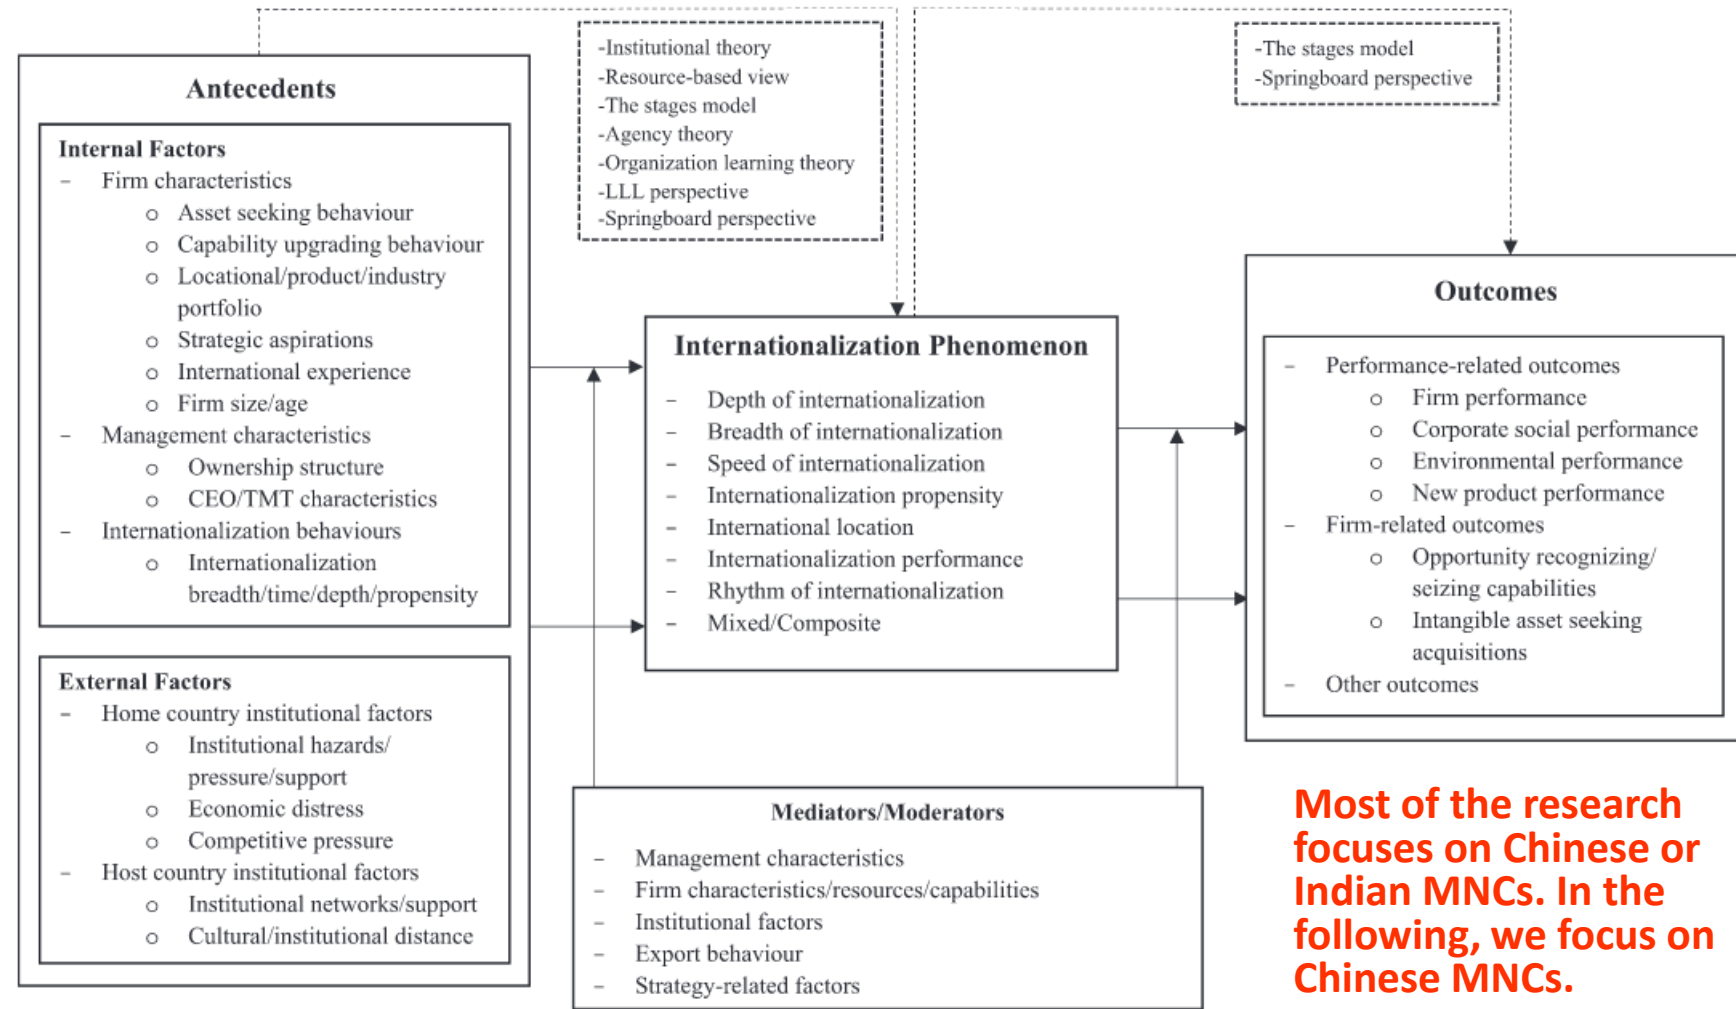 -Institutional theory
-Resource-based view
-The stages model
-Agency theory
-Organization learning theory
-LLL perspective
-Springboard perspective
-The stages model
-Springboard perspective
Antecedents
Internal Factors
- Firm characteristics
o Asset seeking behaviour
o Capability upgrading behaviour
o Locational/product/industry
portfolio
o Strategic aspirations
o International experience
o Firm size/age
- Management characteristics
o Ownership structure
o CEO/TMT characteristics
- Internationalization behaviours
o Internationalization
breadth/time/depth/propensity
External Factors
- Home country institutional factors
o Institutional hazards/
pressure/support
o Economic distress
o Competitive pressure
- Host country institutional factors
o Institutional networks/support
o Cultural/institutional distance
Internationalization Phenomenon
- Depth of internationalization
- Breadth of internationalization
- Speed of internationalization
- Internationalization propensity
- International location
- Internationalization performance
- Rhythm of internationalization
- Mixed/Composite
Mediators/Moderators
- Management characteristics
- Firm characteristics/resources/capabilities
- Institutional factors
- Export behaviour
- Strategy-related factors
Outcomes
- Performance-related outcomes
o Firm performance
o Corporate social performance
o Environmental performance
o New product performance
- Firm-related outcomes
o Opportunity recognizing/
seizing capabilities
o Intangible asset seeking
acquisitions
- Other outcomes
Most of the research
focuses on Chinese or
Indian MNCs. In the
following, we focus on
Chinese MNCs.